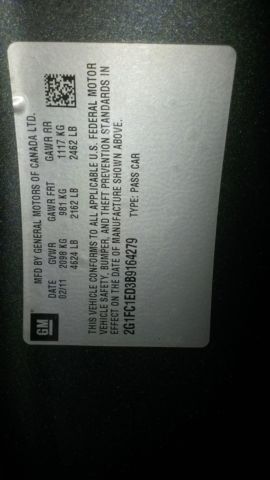 GM
MFD BY GENERAL MOTORS OF CANADA LTD.
DATE GVWR GAWR FRT GAWR RR
02/11 2098 KG 981 KG 1117 KG
4624 LB 2162 LB 2462 LB
THIS VEHICLE CONFORMS TO ALL APPLICABLE U.S. FEDERAL MOTOR
VEHICLE SAFETY, BUMPER, AND THEFT PREVENTION STANDARDS IN
EFFECT ON THE DATE OF MANUFACTURE SHOWN ABOVE.
2G1FC1ED3B9164279 TYPE: PASS CAR